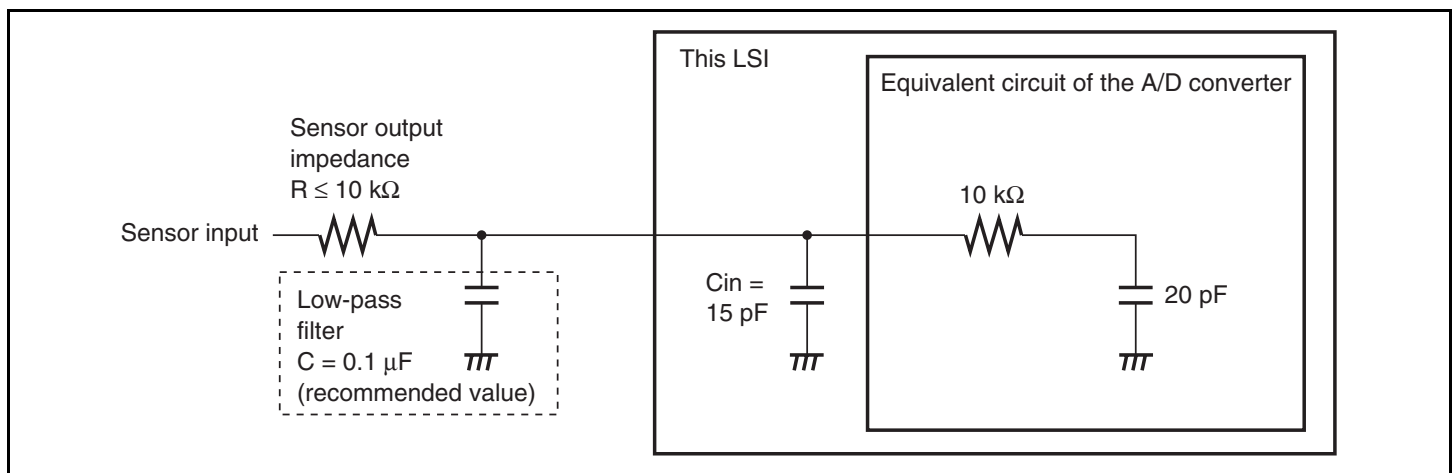 This LSI
Equivalent circuit of the A/D converter
Sensor output
impedance
R ≤ 10 kΩ
10 kΩ
Sensor input
Low-pass
filter
C = 0.1 μF
(recommended value)
Cin =
15 pF
20 pF